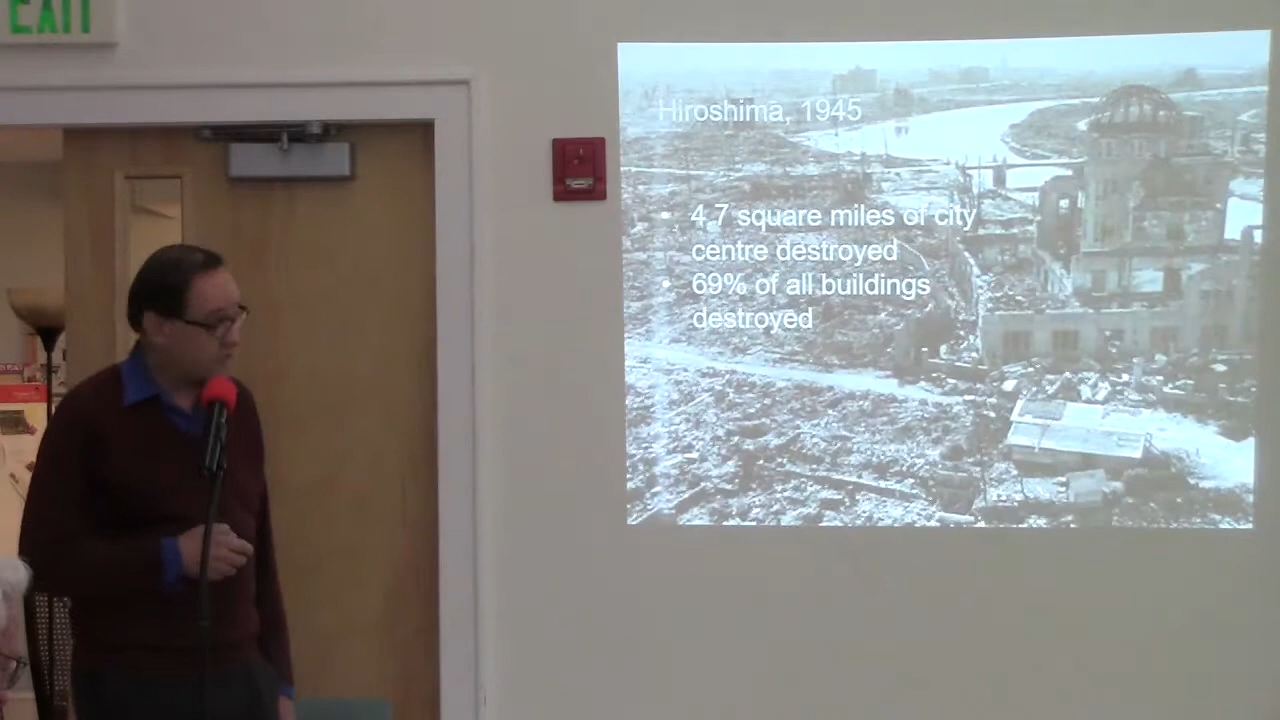 EXIT
Hiroshima, 1945
• 4.7 square miles of city
centre destroyed
• 69% of all buildings
destroyed